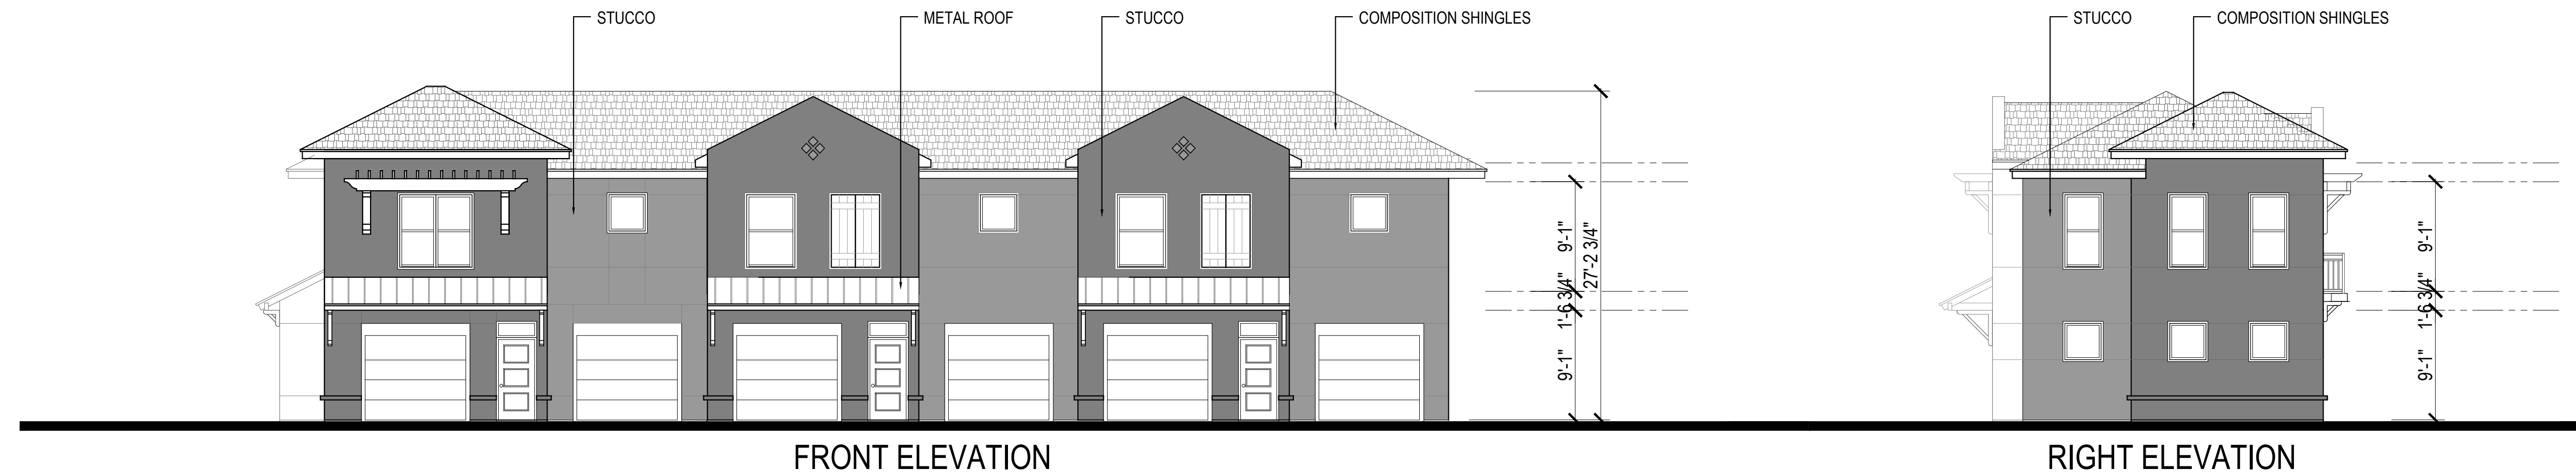 STUCCO
METAL ROOF
STUCCO
COMPOSITION SHINGLES
9'-1"
1'-6 3/4"
9'-1"
27'-2 3/4"
FRONT ELEVATION
STUCCO
COMPOSITION SHINGLES
9'-1"
1'-6 3/4"
9'-1"
RIGHT ELEVATION